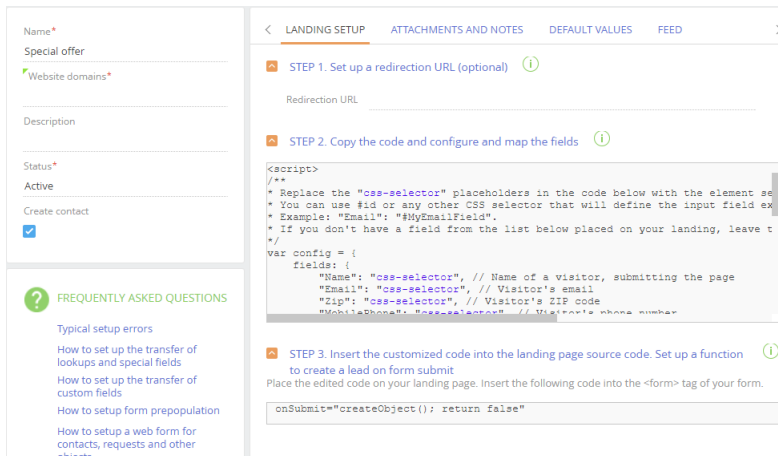 Name*
Special offer
Website domains*
Description
Status*
Active
Create contact
FREQUENTLY ASKED QUESTIONS
Typical setup errors
How to set up the transfer of
lookups and special fields
How to set up the transfer of
custom fields
How to setup form prepopulation
How to setup a web form for
contacts, requests and other
objects
LANDING SETUP
ATTACHMENTS AND NOTES
DEFAULT VALUES
FEED
STEP 1. Set up a redirection URL (optional)
Redirection URL
STEP 2. Copy the code and configure and map the fields
<script>
/**
* Replace the "css-selector" placeholders in the code below with the element se
* You can use #id or any other CSS selector that will define the input field ex
* Example: "Email": "#MyEmailField".
* If you don't have a field from the list below placed on your landing, leave t
*/
var config = {
fields: {
"Name": "css-selector", // Name of a visitor, submitting the page
"Email": "css-selector", // Visitor's email
"Zip": "css-selector", // Visitor's ZIP code
"MobilePhone": "css-selector", // Visitor's phone number
STEP 3. Insert the customized code into the landing page source code. Set up a function
to create a lead on form submit
Place the edited code on your landing page. Insert the following code into the <form> tag of your form.
onSubmit="createObject(); return false"